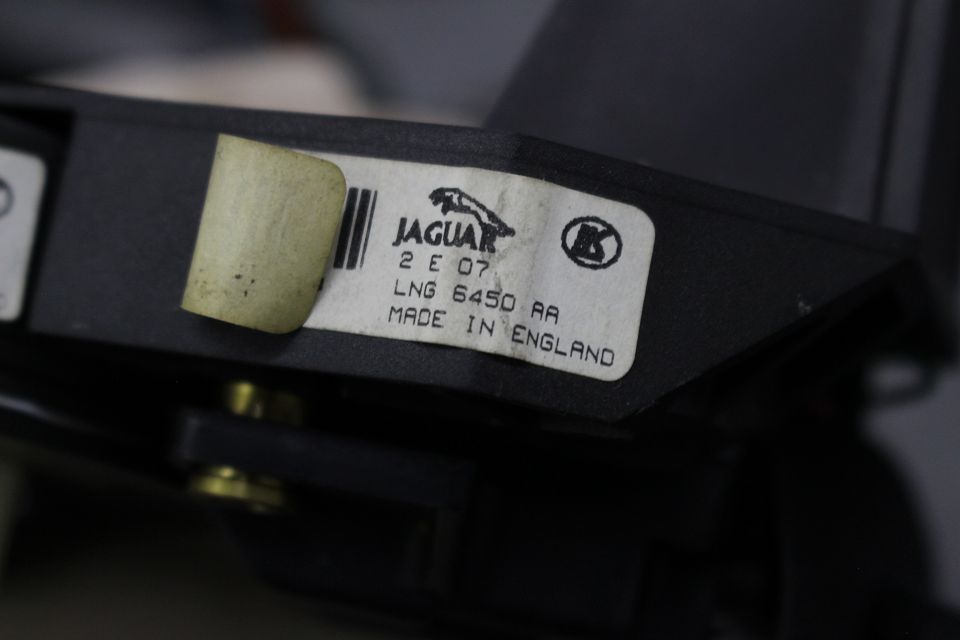 JAGUAR
2 E 07
LNG 6450 AA
MADE IN ENGLAND